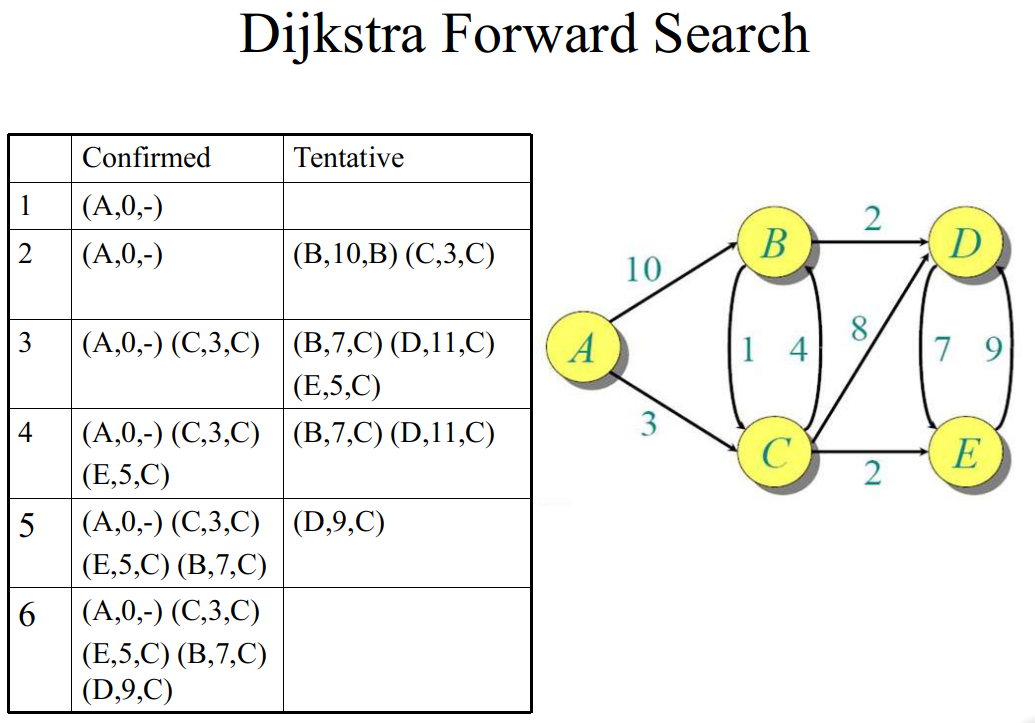 Dijkstra Forward Search
Confirmed Tentative
1 (A,0,-)
2 (A,0,-) (B,10,B) (C,3,C)
3 (A,0,-) (C,3,C) (B,7,C) (D,11,C)
(E,5,C)
4 (A,0,-) (C,3,C) (B,7,C) (D,11,C)
(E,5,C)
5 (A,0,-) (C,3,C) (D,9,C)
(E,5,C) (B,7,C)
6 (A,0,-) (C,3,C)
(E,5,C) (B,7,C)
(D,9,C)
2
B D
10
8
A 1 4 7 9
3
C E
2